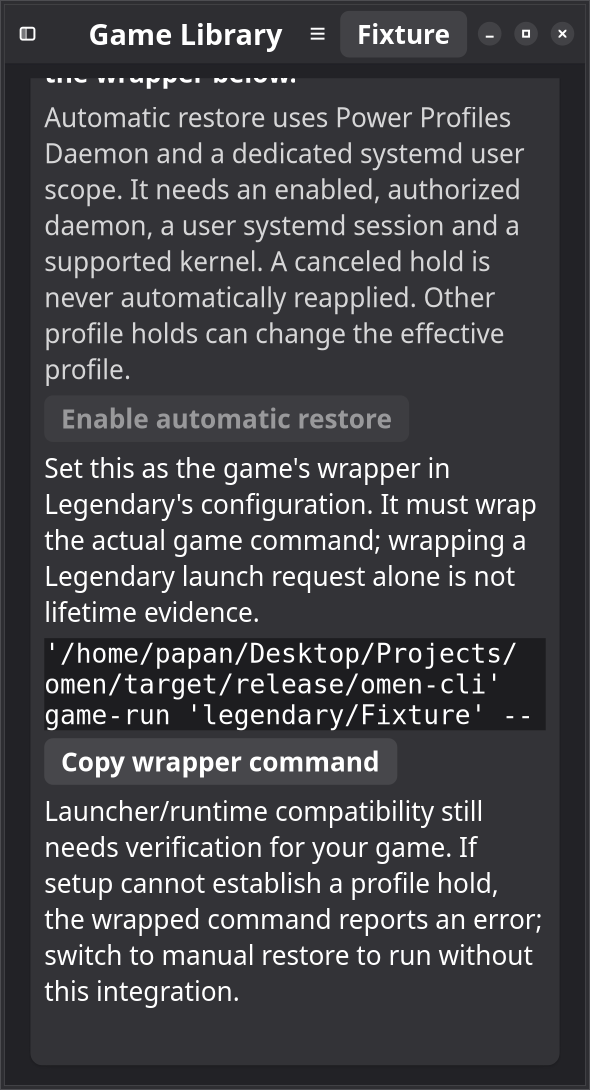 Game Library
Fixture
the wrapper below.
Automatic restore uses Power Profiles
Daemon and a dedicated systemd user
scope. It needs an enabled, authorized
daemon, a user systemd session and a
supported kernel. A canceled hold is
never automatically reapplied. Other
profile holds can change the effective
profile.
Enable automatic restore
Set this as the game's wrapper in
Legendary's configuration. It must wrap
the actual game command; wrapping a
Legendary launch request alone is not
lifetime evidence.
'/home/papan/Desktop/Projects/
omen/target/release/omen-cli'
game-run 'legendary/Fixture' --
Copy wrapper command
Launcher/runtime compatibility still
needs verification for your game. If
setup cannot establish a profile hold,
the wrapped command reports an error;
switch to manual restore to run without
this integration.